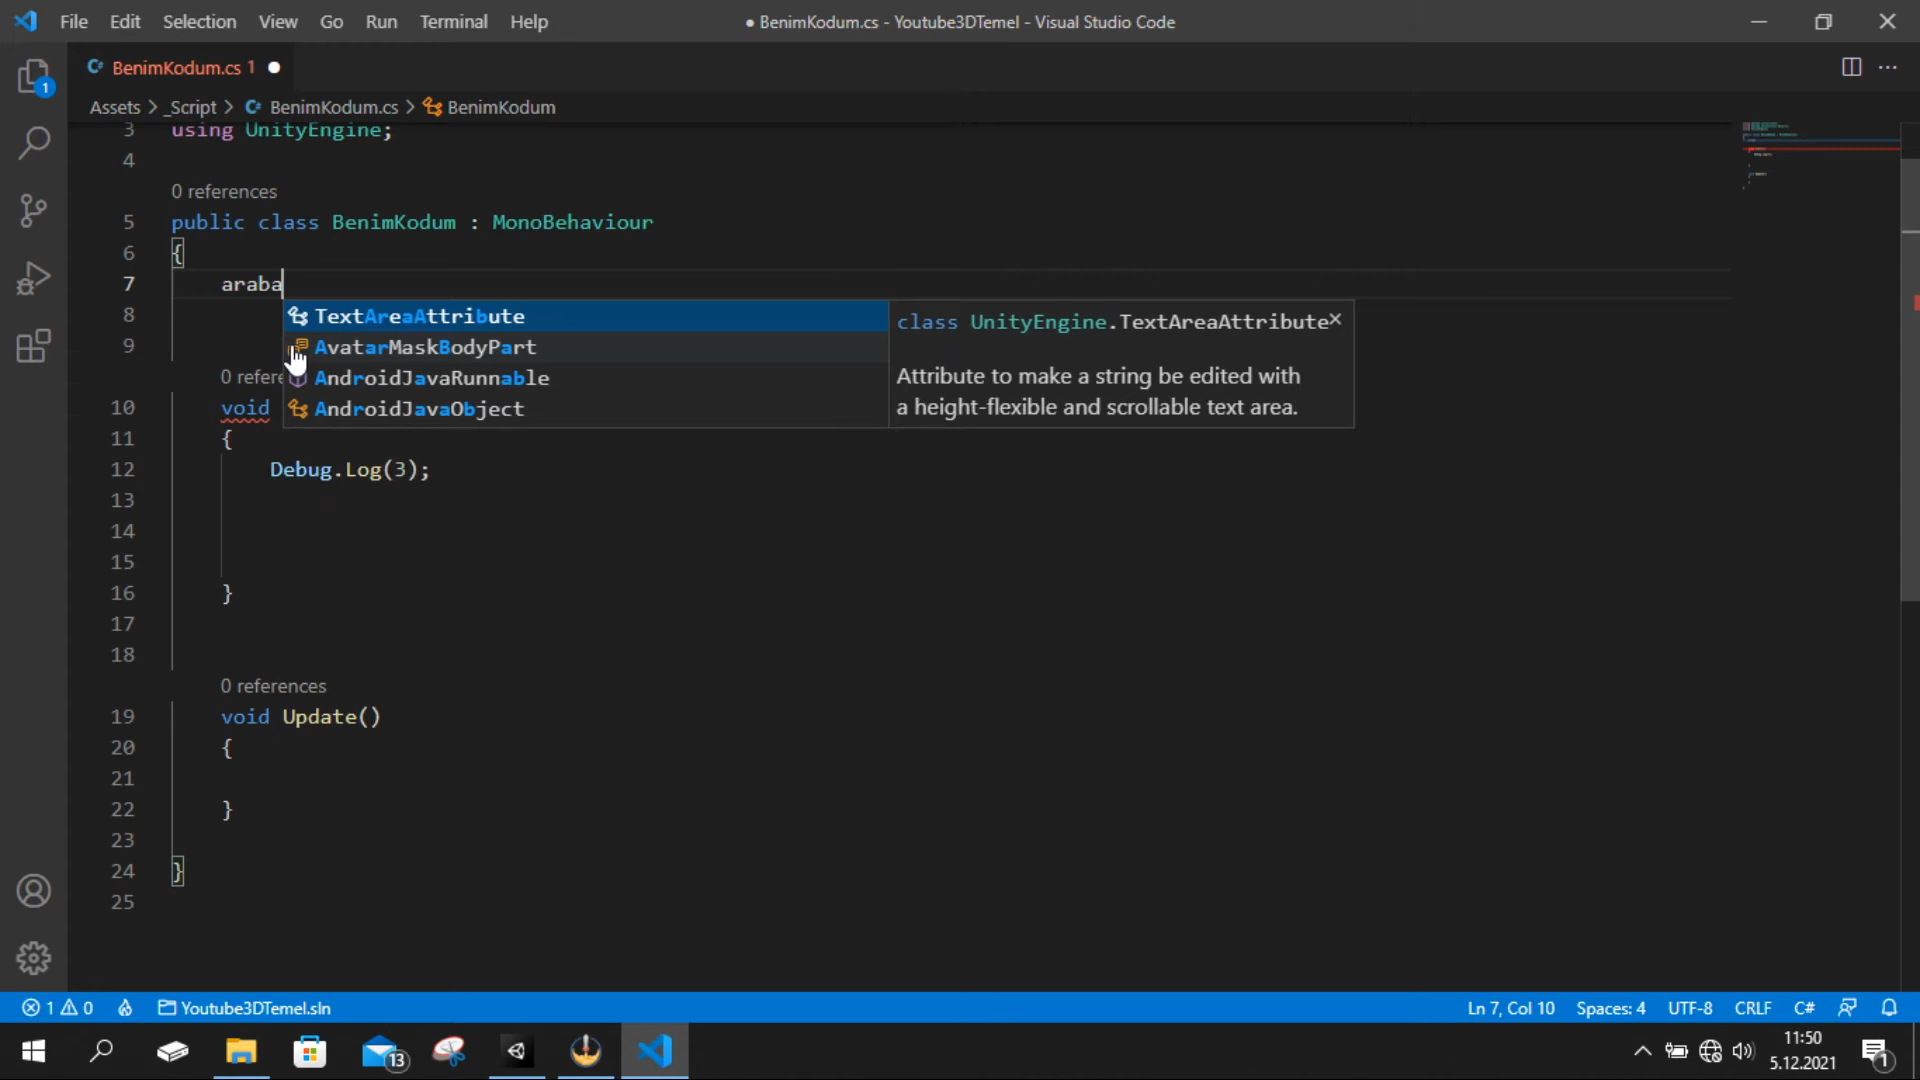 File Edit Selection View Go Run Terminal Help
● BenimKodum.cs - Youtube3DTemel - Visual Studio Code
BenimKodum.cs 1 ●
Assets > _Script > BenimKodum.cs > BenimKodum
3 using UnityEngine;
4
0 references
5 public class BenimKodum : MonoBehaviour
6 {
7 araba
TextAreaAttribute
class UnityEngine.TextAreaAttribute
8
AvatarMaskBodyPart
9
Attribute to make a string be edited with
a height-flexible and scrollable text area.
0 refere
AndroidJavaRunnable
10 void
AndroidJavaObject
11 {
12 Debug.Log(3);
13
14
15
16 }
17
18
0 references
19 void Update()
20 {
21
22 }
23
24 }
25
1 0 Youtube3DTemel.sln
Ln 7, Col 10 Spaces: 4 UTF-8 CRLF C#
13
11:50
5.12.2021
1